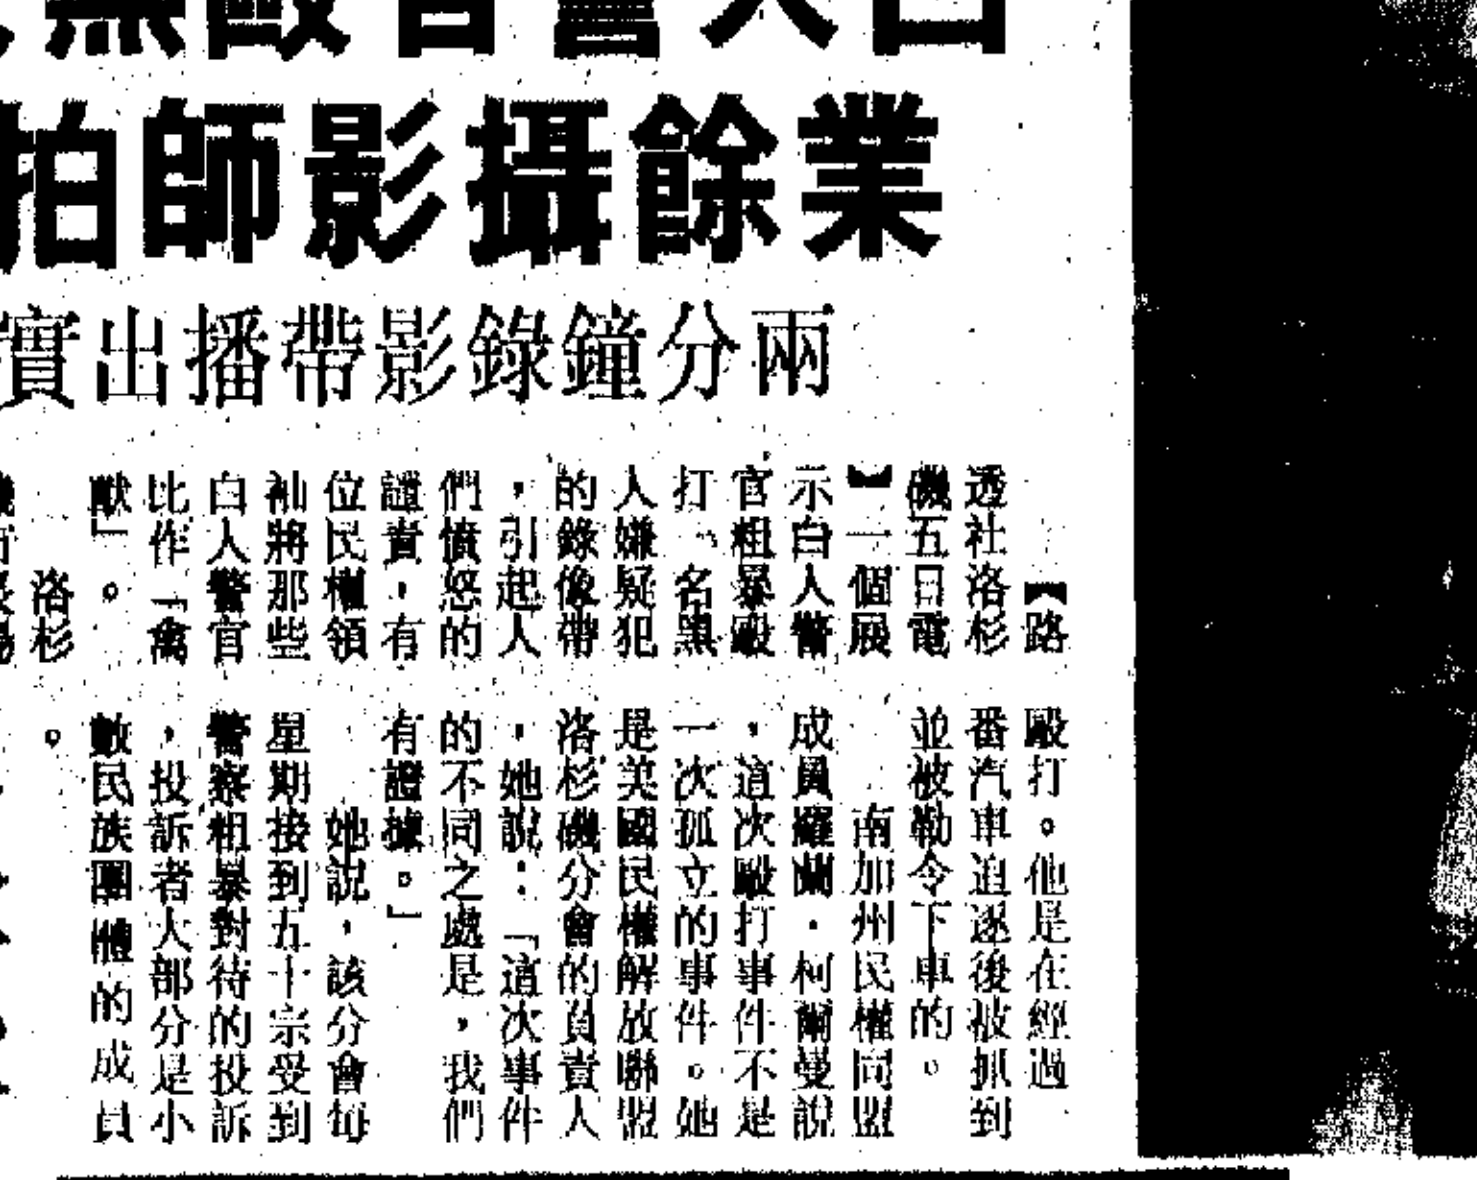 白人警官毆黑
業餘攝影師拍
兩分鐘錄影帶播出實
【路
透社洛杉
磯五日電
】一個展
示白人警
官粗暴毆
打一名黑
人嫌疑犯
的錄像帶
，引起人
們憤怒的
譴責，有
位民權領
袖將那些
白人警官
比作「禽
獸」。
洛杉
毆打。他是在經過
番汽車追逐後被抓到
並被勒令下車的。
南加州民權同盟
成員羅蘭·柯爾曼說
，這次毆打事件不是
一次孤立的事件。她
是美國民權解放聯盟
洛杉磯分會的負責人
，她說：「這次事件
的不同之處是，我們
有證據。」
她說，該分會每
星期接到五十宗受到
警察粗暴對待的投訴
，投訴者大部分是小
數民族團體的成員
。